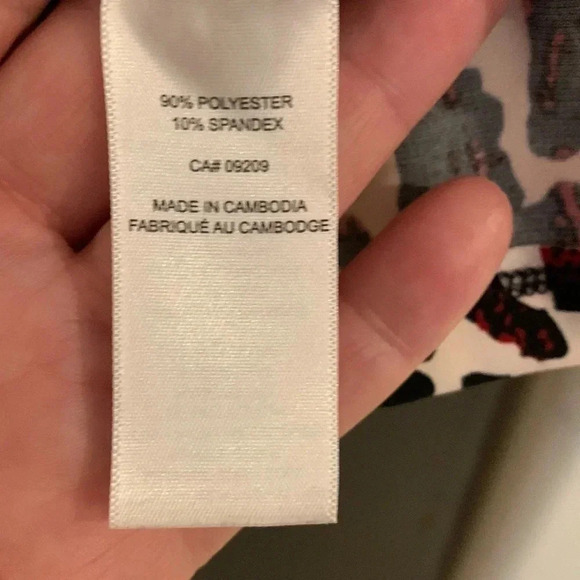 90% POLYESTER
10% SPANDEX
CA# 09209
MADE IN CAMBODIA
FABRIQUÉ AU CAMBODGE